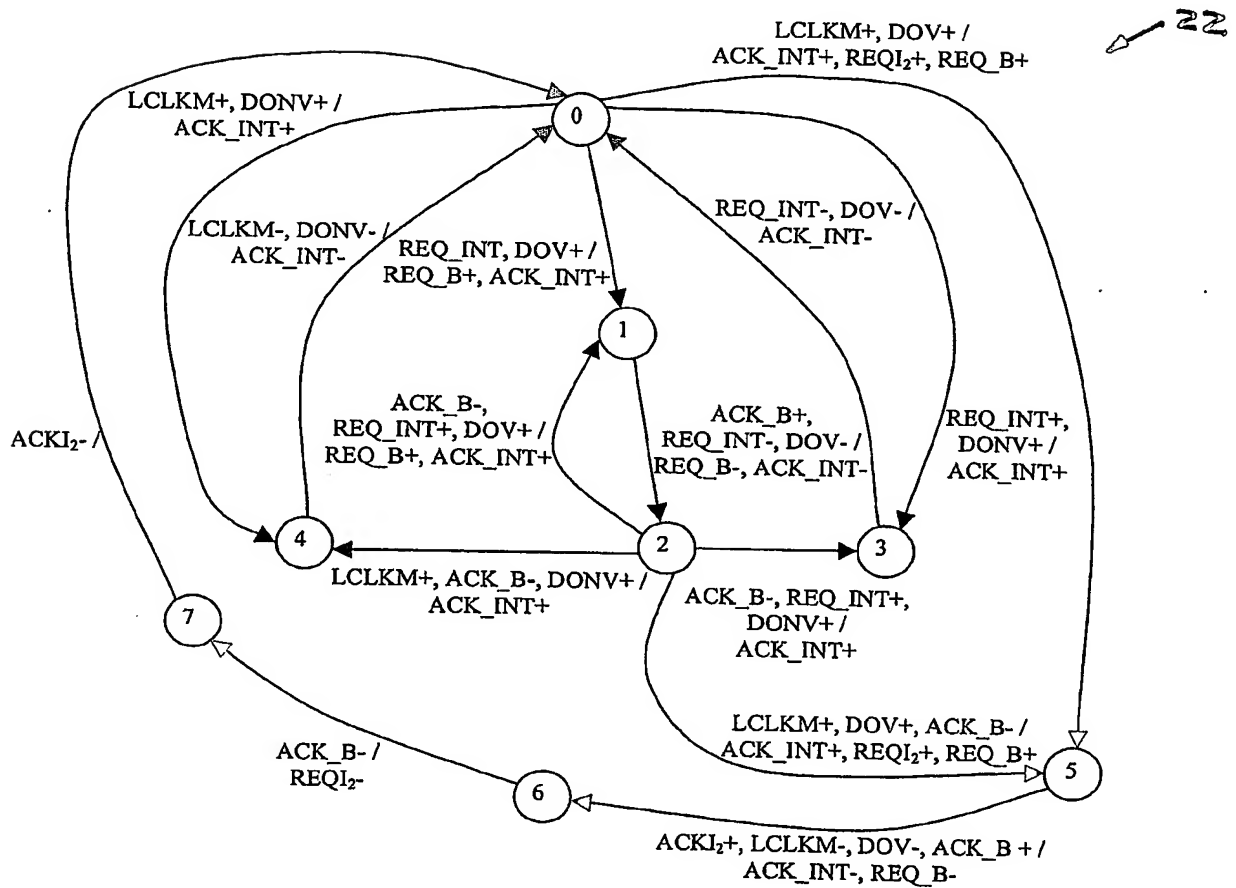 22
LCLKM+, DOV+ /
ACK_INT+, REQI₂+, REQ_B+
LCLKM+, DONV+ /
ACK_INT+
0
LCLKM-, DONV- /
ACK_INT-
REQ_INT, DOV+ /
REQ_B+, ACK_INT+
REQ_INT-, DOV- /
ACK_INT-
1
ACK_B-,
REQ_INT+, DOV+ /
REQ_B+, ACK_INT+
ACK_B+,
REQ_INT-, DOV- /
REQ_B-, ACK_INT-
REQ_INT+,
DONV+ /
ACK_INT+
ACKI₂- /
4
2
3
LCLKM+, ACK_B-, DONV+ /
ACK_INT+
ACK_B-, REQ_INT+,
DONV+ /
ACK_INT+
7
LCLKM+, DOV+, ACK_B- /
ACK_INT+, REQI₂+, REQ_B+
5
ACK_B- /
REQI₂-
6
ACKI₂+, LCLKM-, DOV-, ACK_B + /
ACK_INT-, REQ_B-